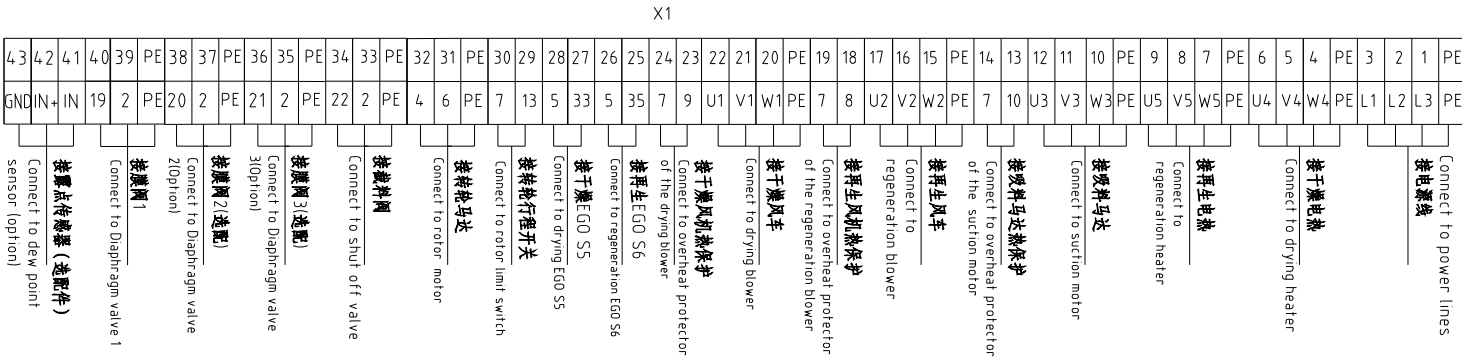 X1
43 42 41 40 39 PE 38 37 PE 36 35 PE 34 33 PE 32 31 PE 30 29 28 27 26 25 24 23 22 21 20 PE 19 18 17 16 15 PE 14 13 12 11 10 PE 9 8 7 PE 6 5 4 PE 3 2 1 PE
GND IN+ IN 19 2 PE 20 2 PE 21 2 PE 22 2 PE 4 6 PE 7 13 5 33 5 35 7 9 U1 V1 W1 PE 7 8 U2 V2 W2 PE 7 10 U3 V3 W3 PE U5 V5 W5 PE U4 V4 W4 PE L1 L2 L3 PE
接露点传感器(选配件)
Connect to dew point
sensor (option)
接膜阀1
Connect to Diaphragm valve 1
接膜阀2(选配)
Connect to Diaphragm valve
2(Option)
接膜阀3(选配)
Connect to Diaphragm valve
3(Option)
接截料阀
Connect to shut off valve
接转轮马达
Connect to rotor motor
接转轮行程开关
Connect to rotor limit switch
接干燥EGO S5
Connect to drying EGO S5
接再生EGO S6
Connect to regeneration EGO S6
接干燥风机热保护
Connect to overheat protector
of the drying blower
接干燥风车
Connect to drying blower
接再生风机热保护
Connect to overheat protector
of the regeneration blower
接再生风车
Connect to
regeneration blower
接吸料马达热保护
Connect to overheat protector
of the suction motor
接吸料马达
Connect to suction motor
接再生电热
Connect to
regeneration heater
接干燥电热
Connect to drying heater
接电源线
Connect to power lines